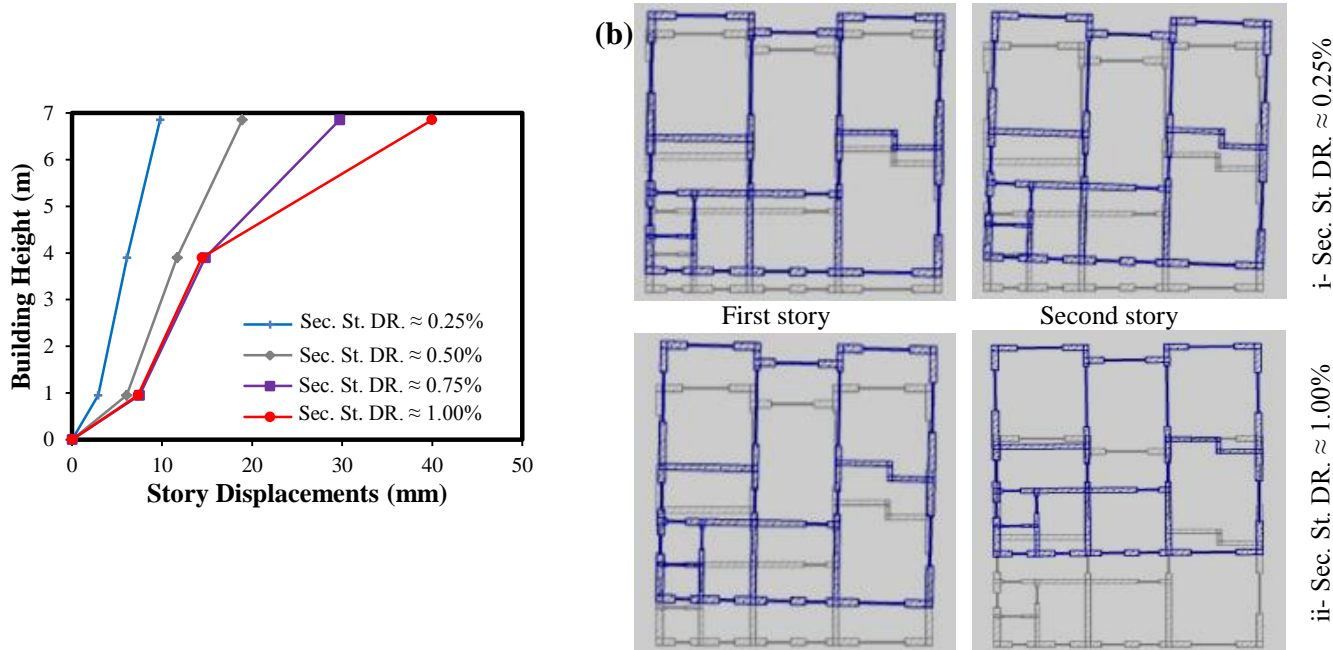 Building Height (m)
7
6
5
4
3
2
1
0
Sec. St. DR. ≈ 0.25%
Sec. St. DR. ≈ 0.50%
Sec. St. DR. ≈ 0.75%
Sec. St. DR. ≈ 1.00%
0 10 20 30 40 50
Story Displacements (mm)
(b)
i- Sec. St. DR. ≈ 0.25%
First story Second story
ii- Sec. St. DR. ≈ 1.00%